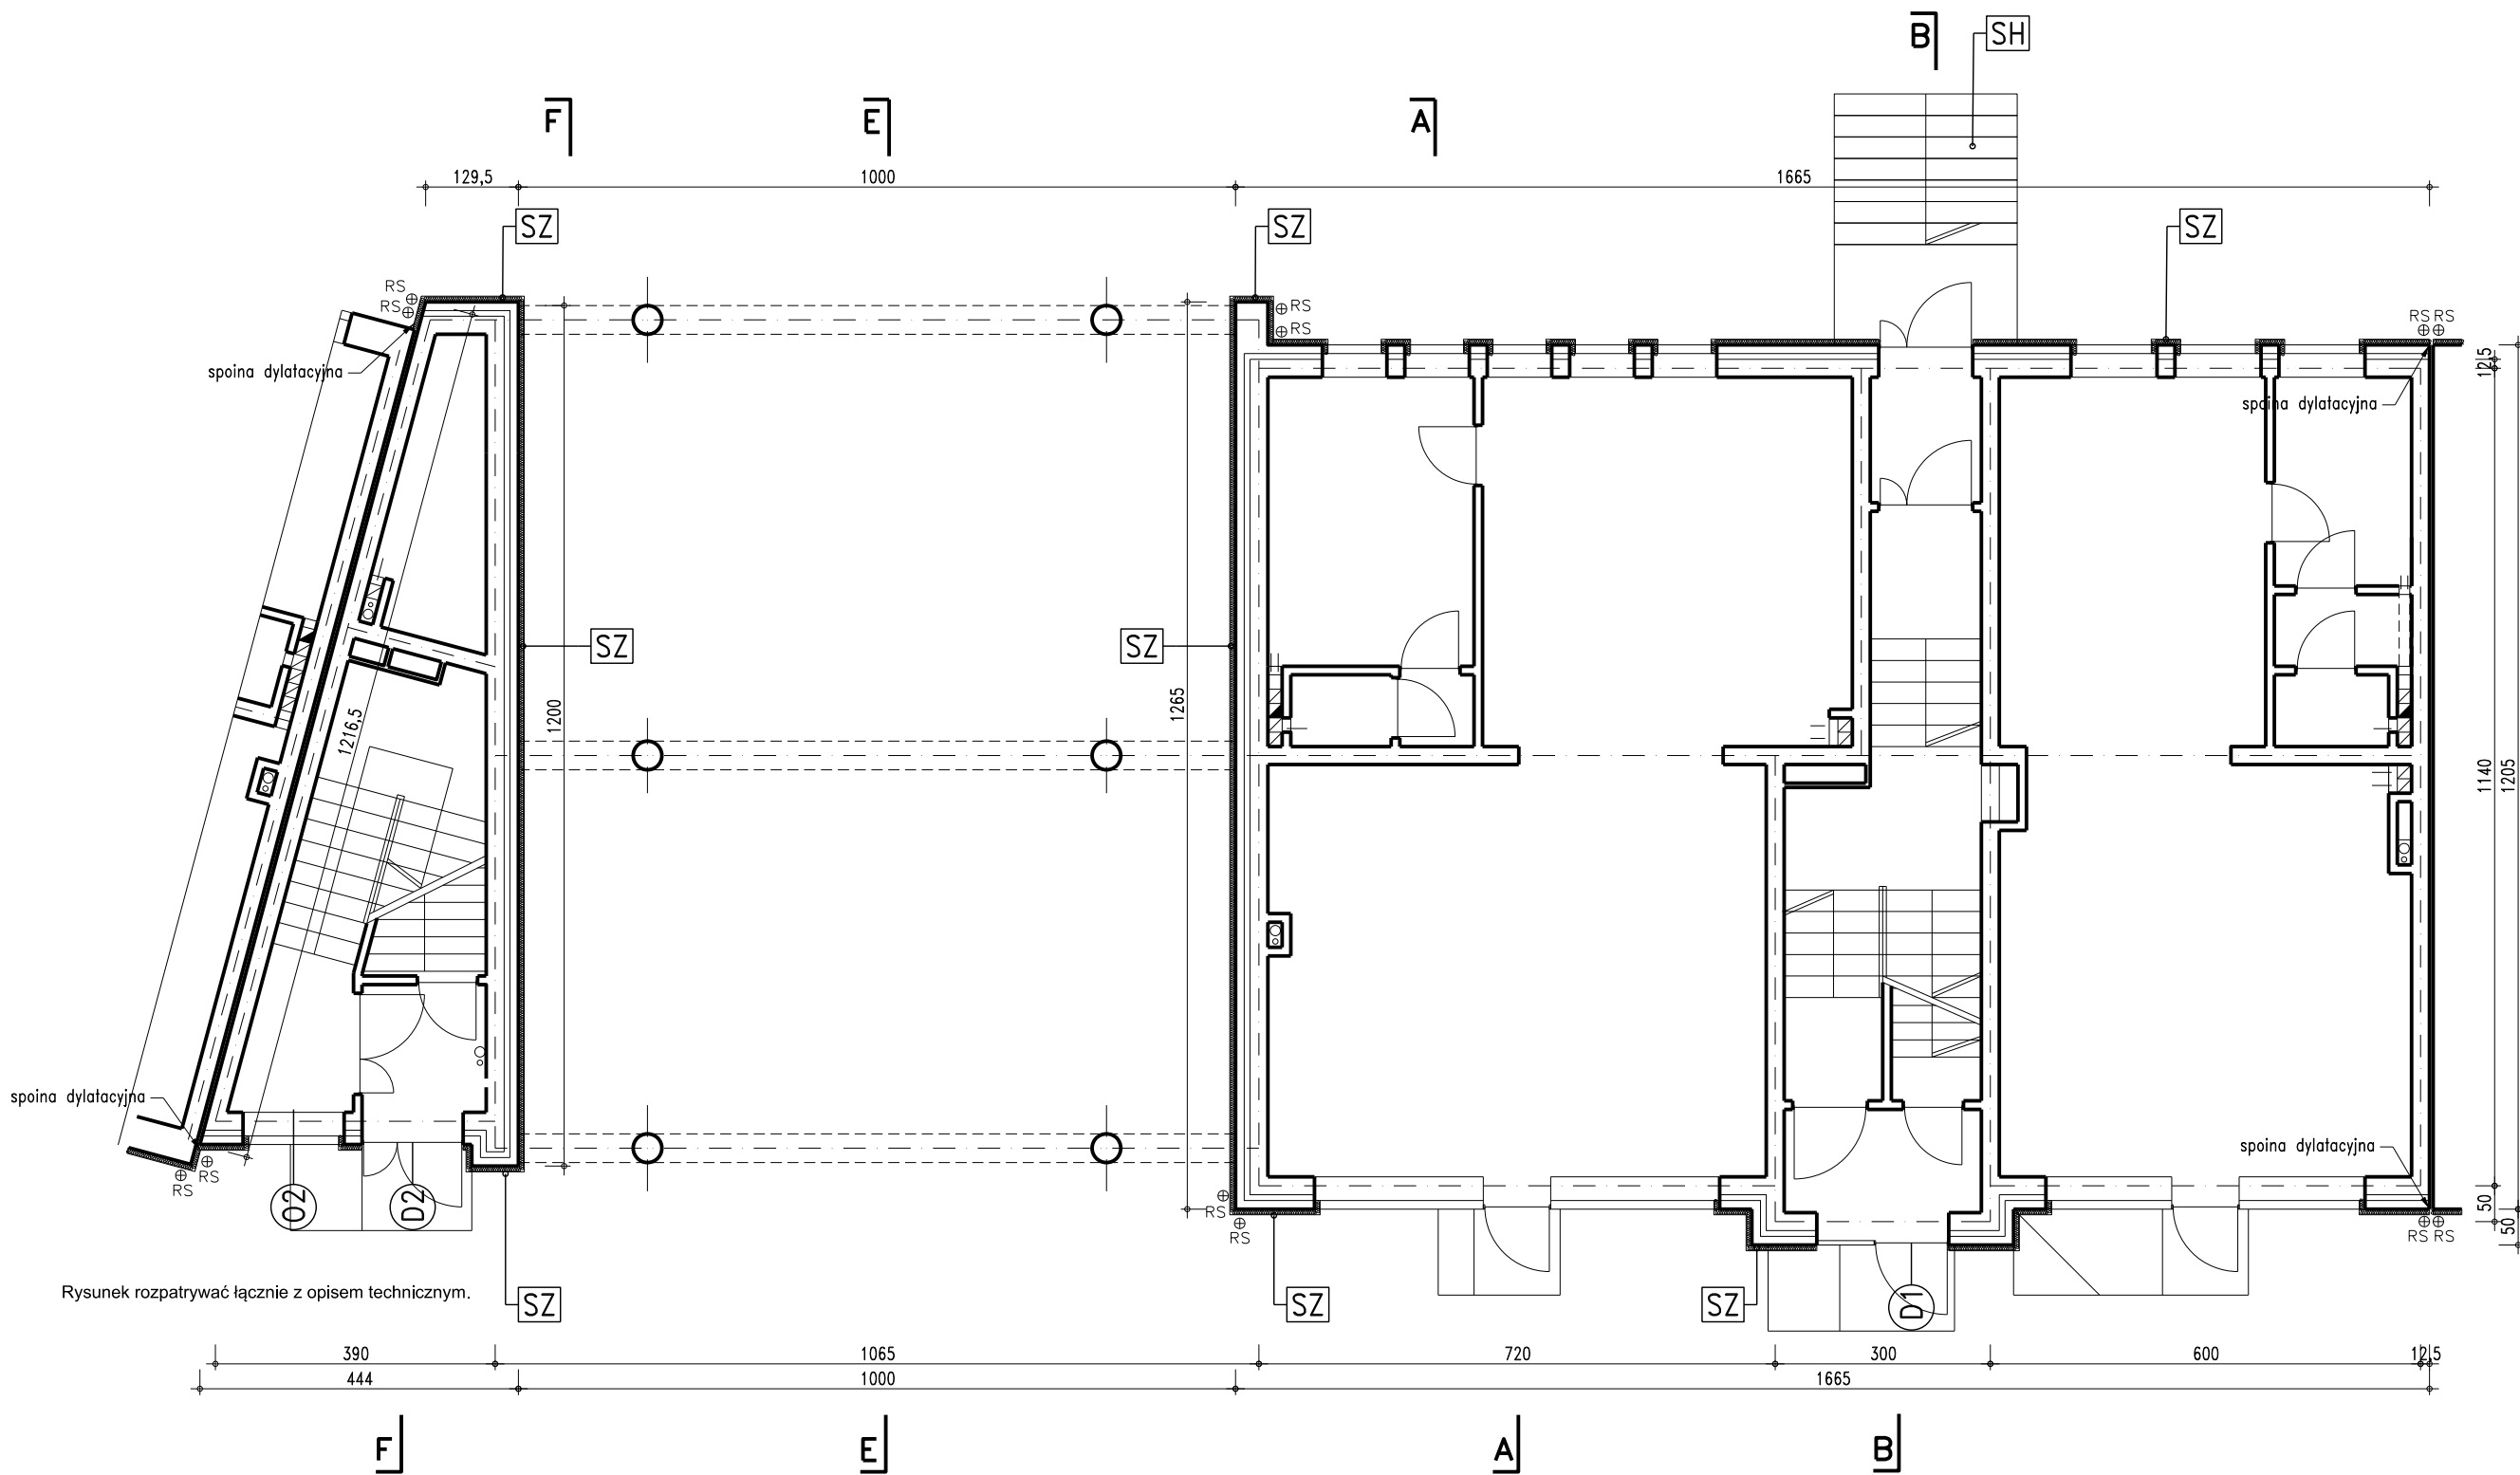 B
SH
F
E
A
129,5
1000
1665
SZ
SZ
SZ
RS
RS
RS
RS
RS RS
spoina dylatacyjna
spoina dylatacyjna
12,5
SZ
SZ
1216,5
1200
1265
1140
1205
spoina dylatacyjna
spoina dylatacyjna
RS
RS
O2
D2
RS
RS
RS RS
50
50
Rysunek rozpatrywać łącznie z opisem technicznym.
SZ
SZ
SZ
D1
390
1065
720
300
600
12,5
444
1000
1665
F
E
A
B